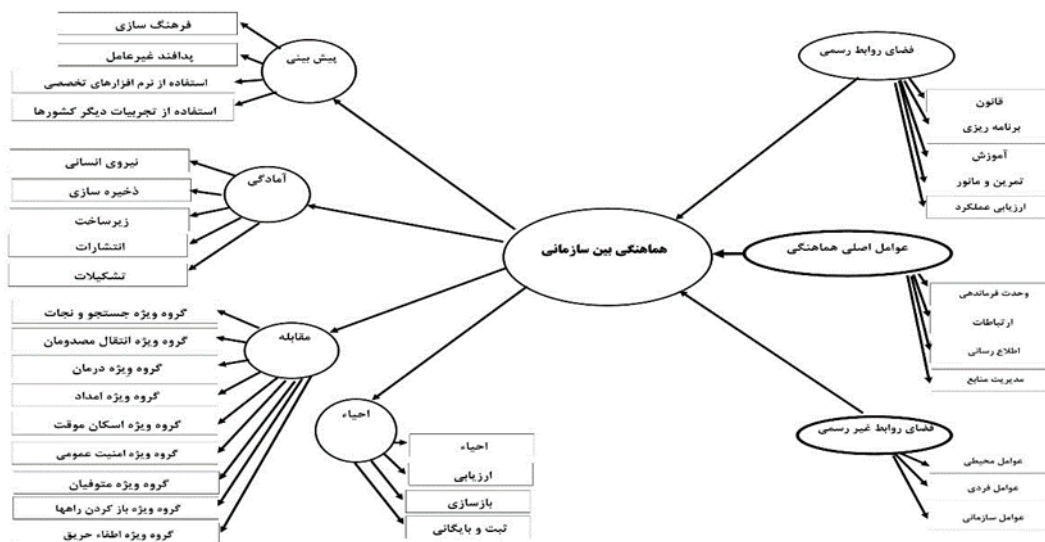 فضای روابط رسمی
قانون
برنامه ریزی
آموزش
تمرین و مانور
ارزیابی عملکرد
عوامل اصلی هماهنگی
وحدت فرماندهی
ارتباطات
اطلاع رسانی
مدیریت منابع
فضای روابط غیر رسمی
عوامل محیطی
عوامل فردی
عوامل سازمانی
هماهنگی بین سازمانی
پیش بینی
فرهنگ سازی
پدافند غیرعامل
استفاده از نرم افزارهای تخصصی
استفاده از تجربیات دیگر کشورها
آمادگی
نیروی انسانی
ذخیره سازی
زیرساخت
انتشارات
تشکیلات
مقابله
گروه ویژه جستجو و نجات
گروه ویژه انتقال مصدومان
گروه ویژه درمان
گروه ویژه امداد
گروه ویژه اسکان موقت
گروه ویژه امنیت عمومی
گروه ویژه متوفیان
گروه ویژه باز کردن راهها
گروه ویژه اطفاء حریق
احیاء
احیاء
ارزیابی
بازسازی
ثبت و بایگانی